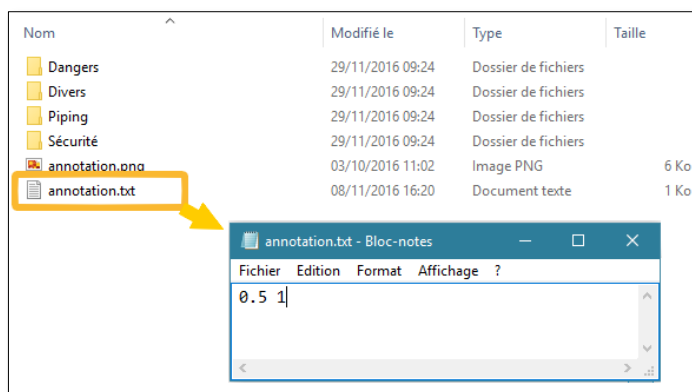 Nom Modifié le Type Taille
Dangers 29/11/2016 09:24 Dossier de fichiers
Divers 29/11/2016 09:24 Dossier de fichiers
Piping 29/11/2016 09:24 Dossier de fichiers
Sécurité 29/11/2016 09:24 Dossier de fichiers
annotation.png 03/10/2016 11:02 Image PNG 6 Ko
annotation.txt 08/11/2016 16:20 Document texte 1 Ko
annotation.txt - Bloc-notes
Fichier Edition Format Affichage ?
0.5 1